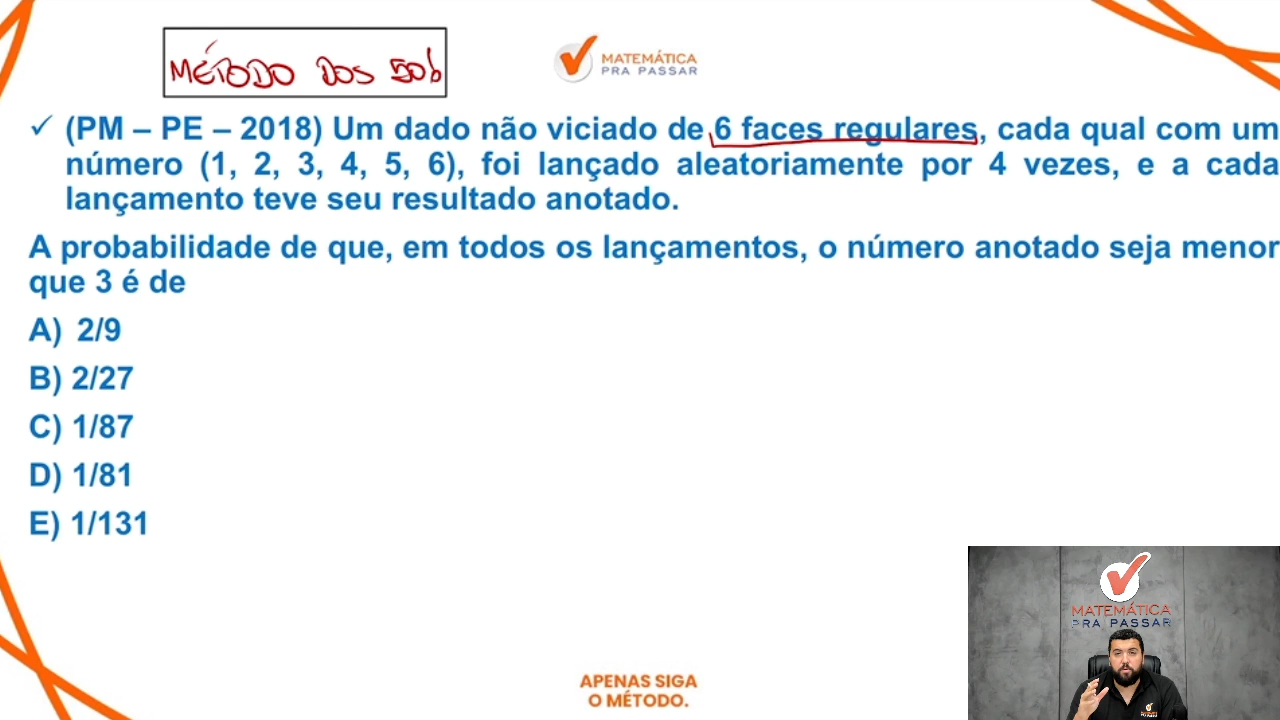 MÉTODO DOS 50%
MATEMÁTICA
PRA PASSAR
✓ (PM – PE – 2018) Um dado não viciado de 6 faces regulares, cada qual com um
número (1, 2, 3, 4, 5, 6), foi lançado aleatoriamente por 4 vezes, e a cada
lançamento teve seu resultado anotado.
A probabilidade de que, em todos os lançamentos, o número anotado seja menor
que 3 é de
A) 2/9
B) 2/27
C) 1/87
D) 1/81
E) 1/131
MATEMÁTICA
PRA PASSAR
APENAS SIGA
O MÉTODO.